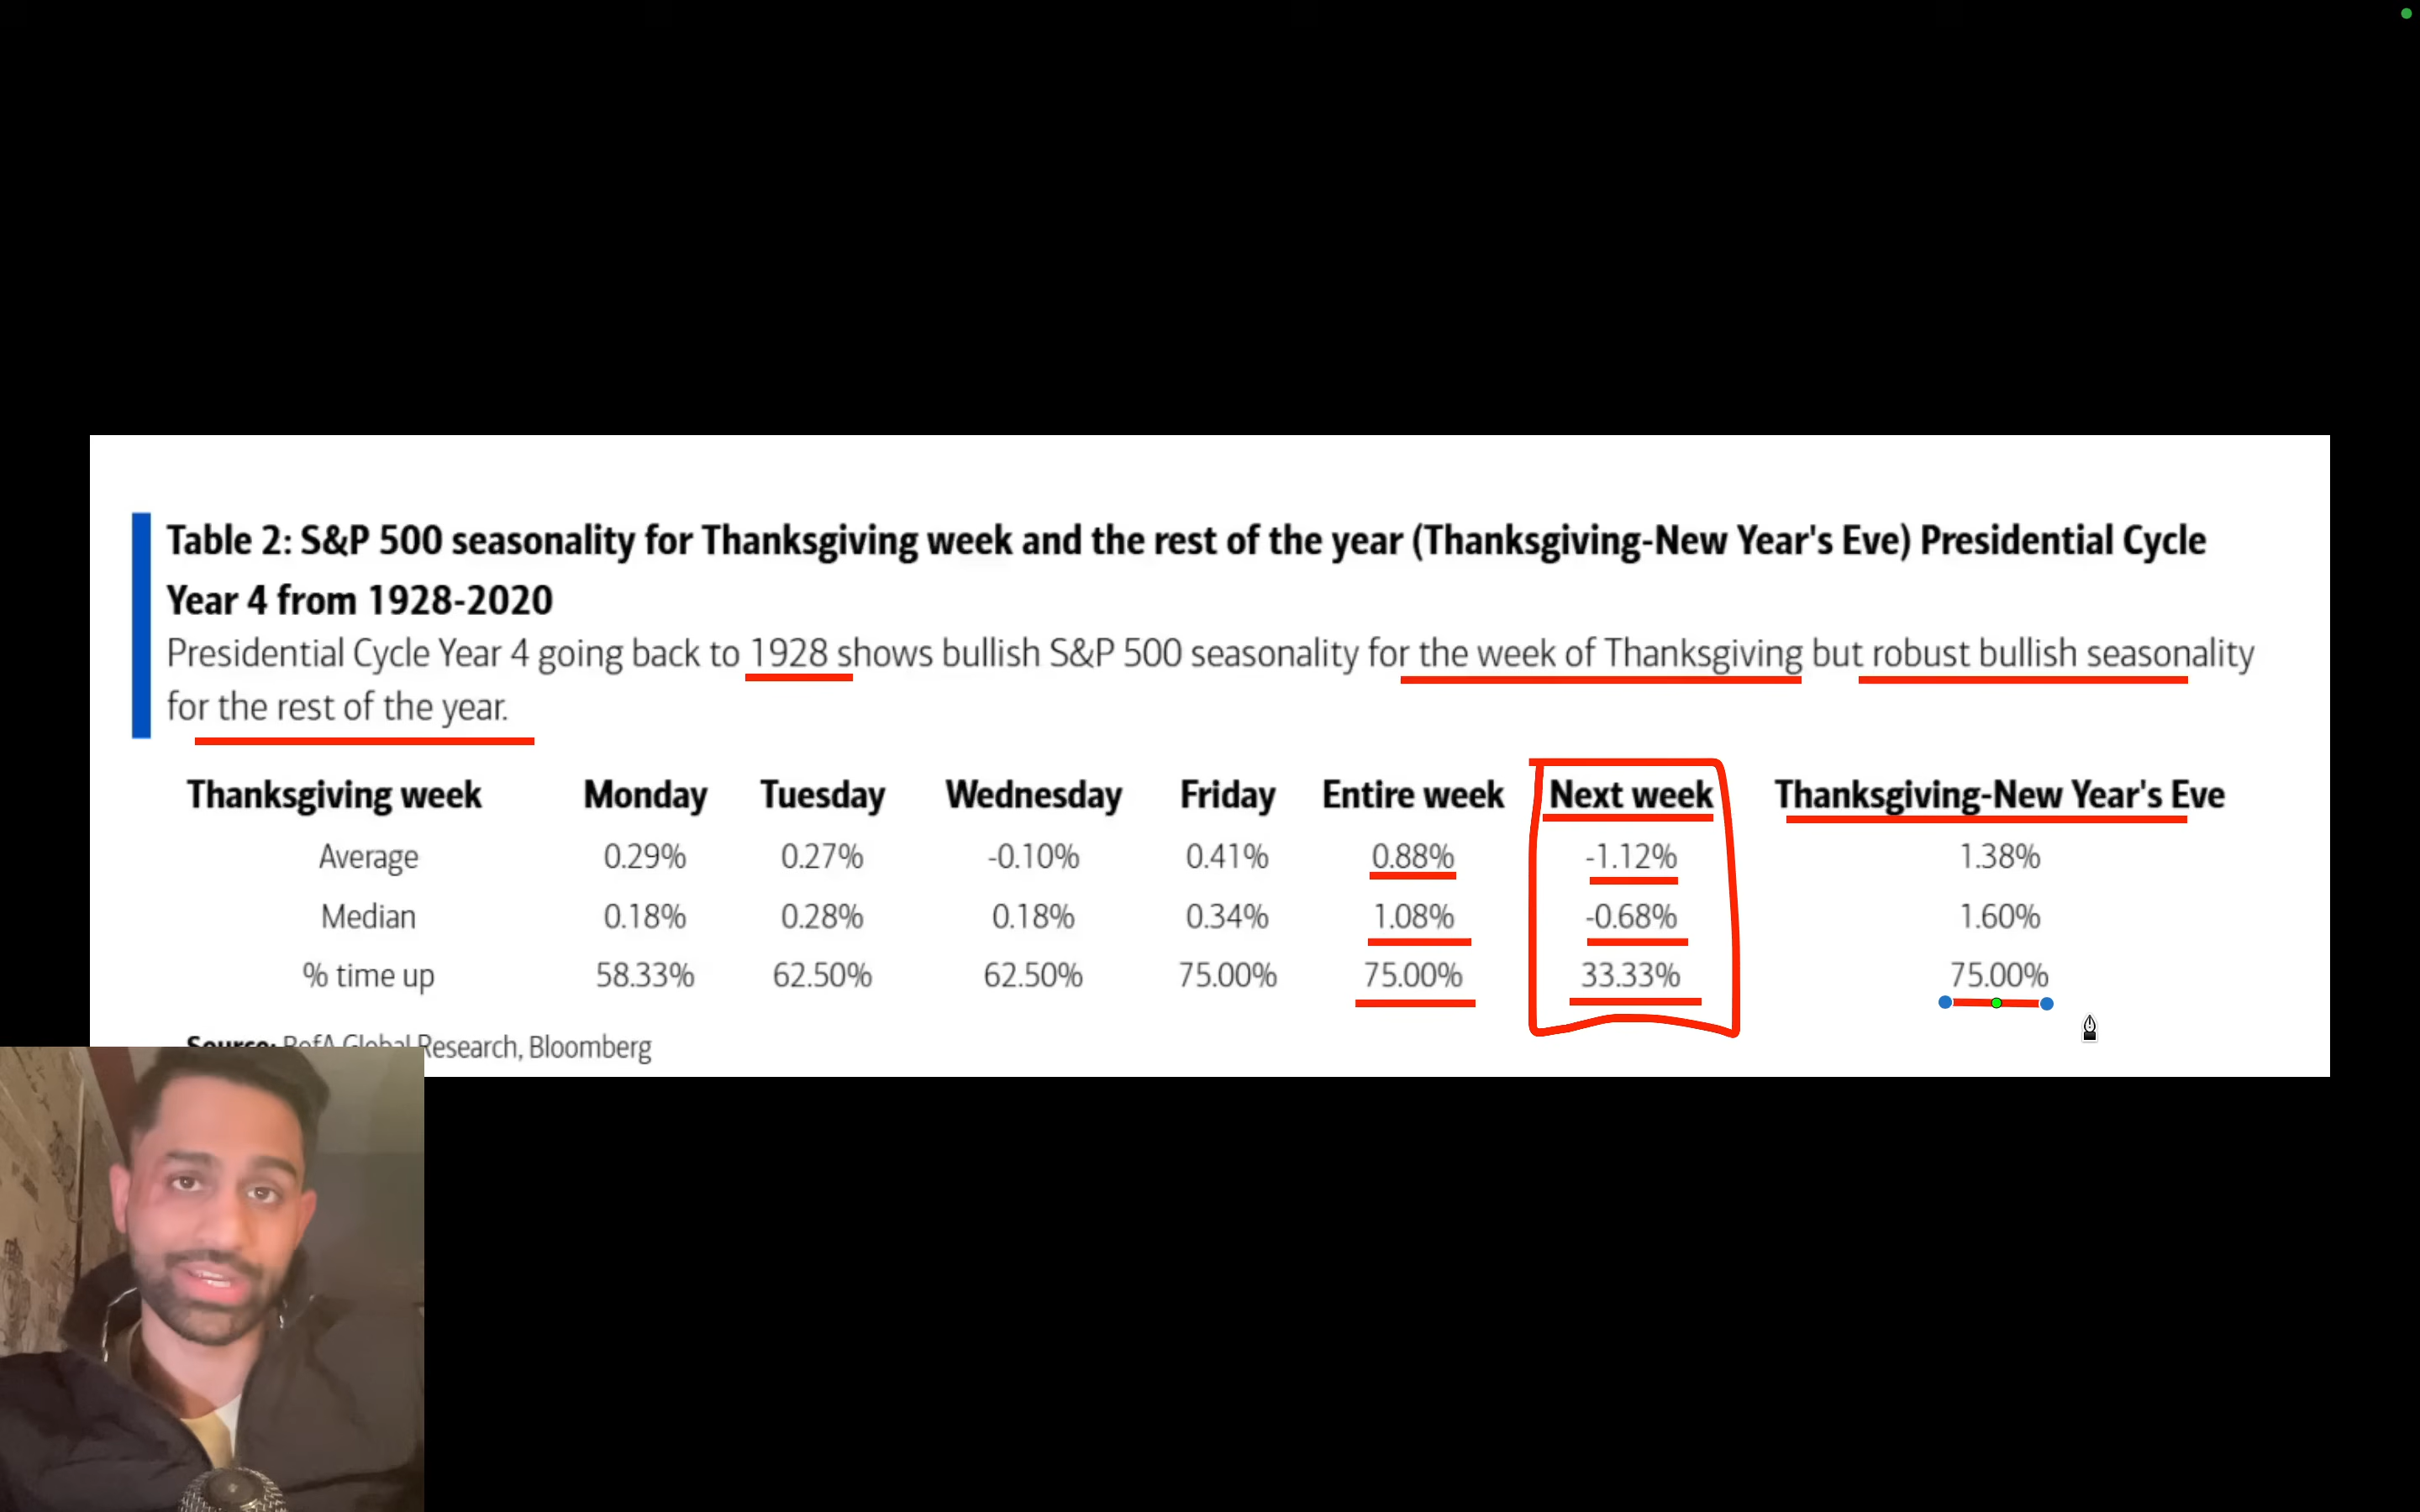 Table 2: S&P 500 seasonality for Thanksgiving week and the rest of the year (Thanksgiving-New Year's Eve) Presidential Cycle
Year 4 from 1928-2020
Presidential Cycle Year 4 going back to 1928 shows bullish S&P 500 seasonality for the week of Thanksgiving but robust bullish seasonality
for the rest of the year.
Thanksgiving week Monday Tuesday Wednesday Friday Entire week Next week Thanksgiving-New Year's Eve
Average 0.29% 0.27% -0.10% 0.41% 0.88% -1.12% 1.38%
Median 0.18% 0.28% 0.18% 0.34% 1.08% -0.68% 1.60%
% time up 58.33% 62.50% 62.50% 75.00% 75.00% 33.33% 75.00%
Source: BofA Global Research, Bloomberg